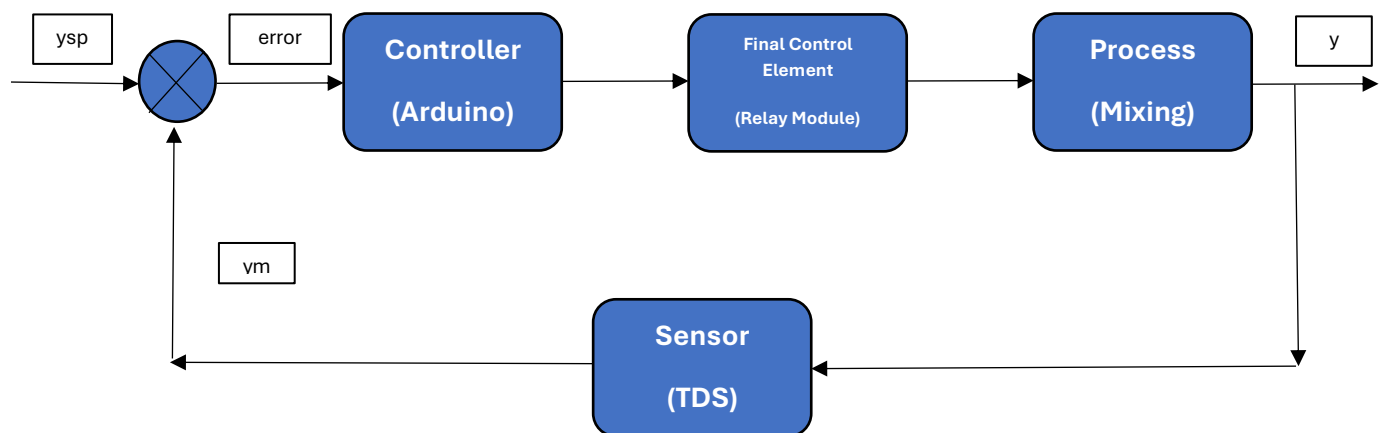 ysp
error
Controller
(Arduino)
Final Control
Element
(Relay Module)
Process
(Mixing)
y
ym
Sensor
(TDS)